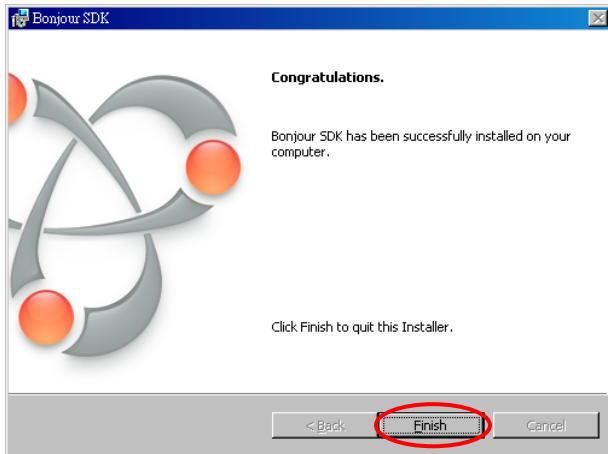 Bonjour SDK
Congratulations.
Bonjour SDK has been successfully installed on your
computer.
Click Finish to quit this Installer.
< Back Finish Cancel